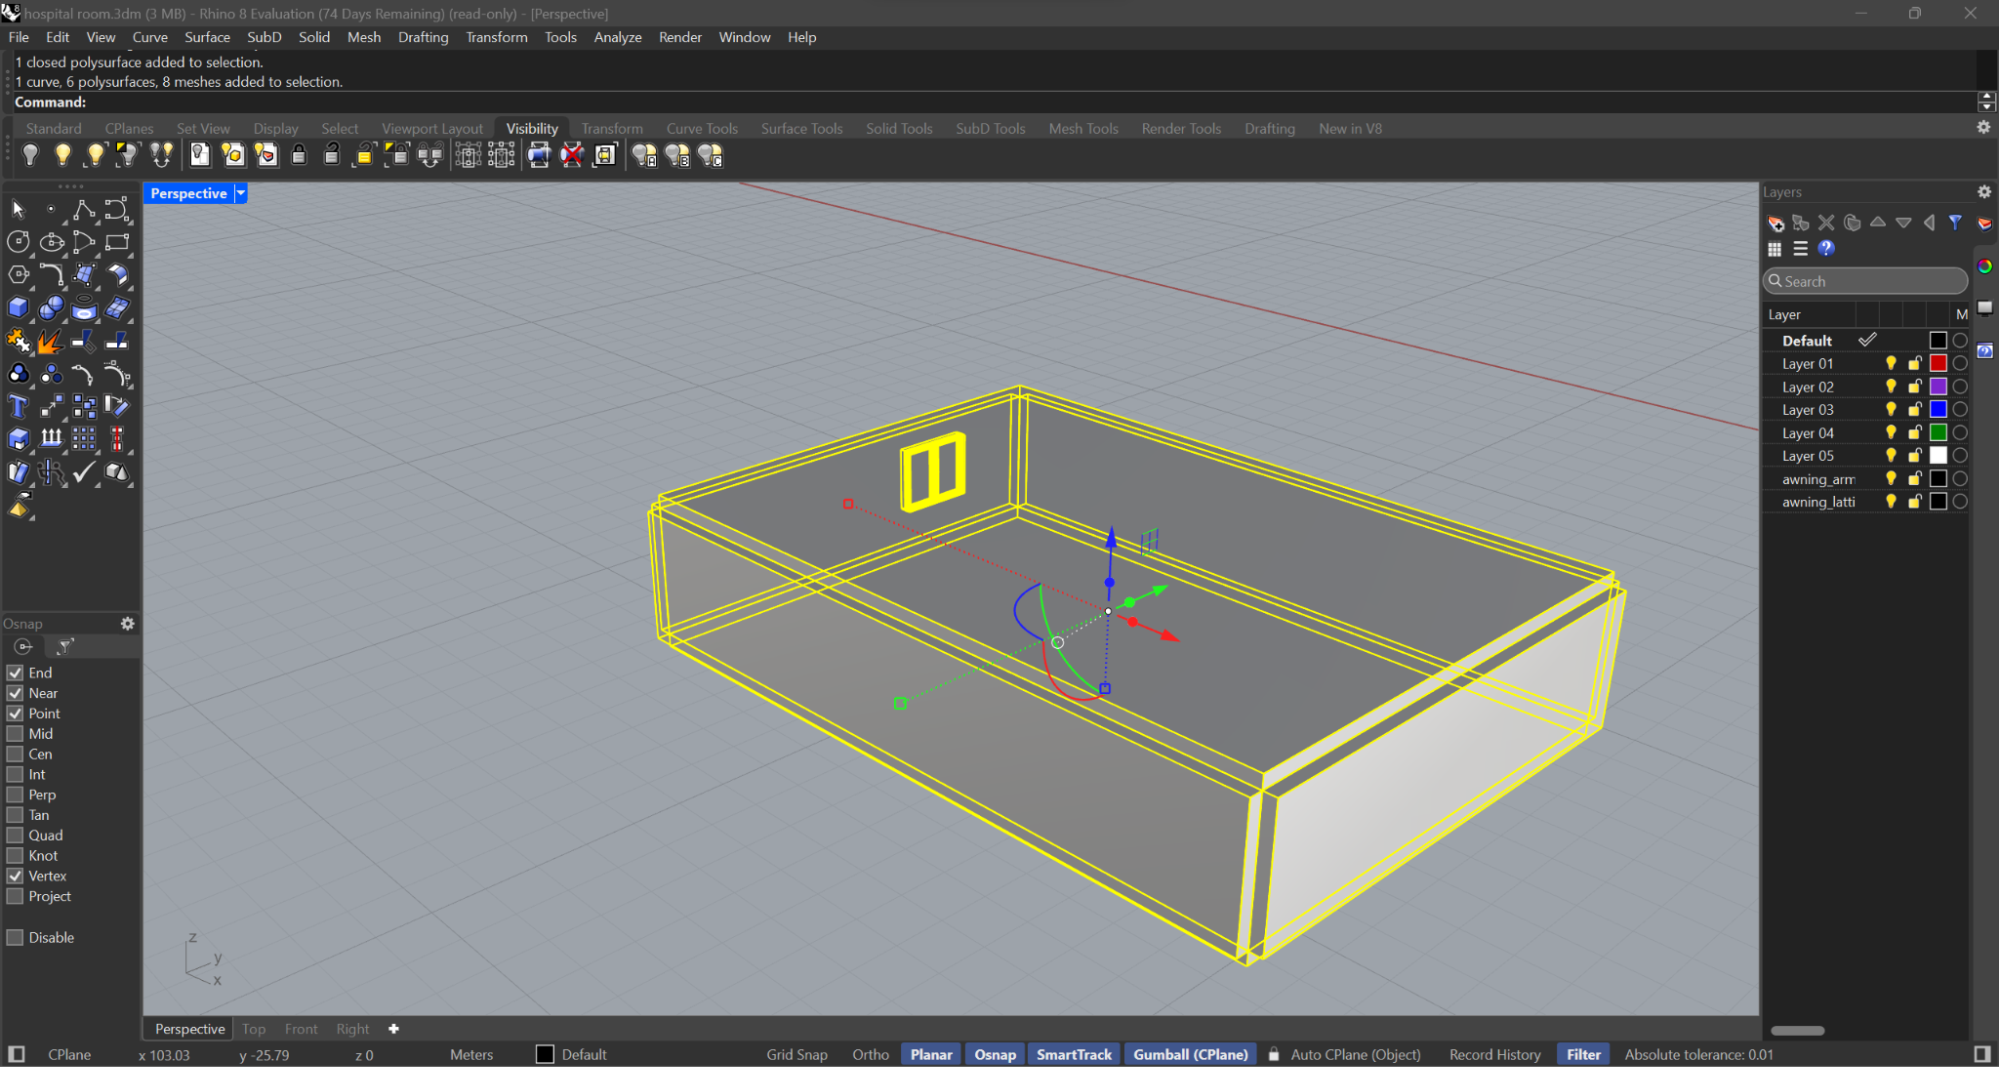 hospital room.3dm (3 MB) - Rhino 8 Evaluation (74 Days Remaining) (read-only) - [Perspective]
File Edit View Curve Surface SubD Solid Mesh Drafting Transform Tools Analyze Render Window Help
1 closed polysurface added to selection.
1 curve, 6 polysurfaces, 8 meshes added to selection.
Command:
Standard CPlanes Set View Display Select Viewport Layout Visibility Transform Curve Tools Surface Tools Solid Tools SubD Tools Mesh Tools Render Tools Drafting New in V8
A B C
Perspective
Layers
Search
Layer M
Default
Layer 01
Layer 02
Layer 03
Layer 04
Layer 05
awning_arm
awning_latti
Osnap
End
Near
Point
Mid
Cen
Int
Perp
Tan
Quad
Knot
Vertex
Project
Disable
z
y
x
Perspective Top Front Right
CPlane x 103.03 y -25.79 z 0 Meters Default Grid Snap Ortho Planar Osnap SmartTrack Gumball (CPlane) Auto CPlane (Object) Record History Filter Absolute tolerance: 0.01